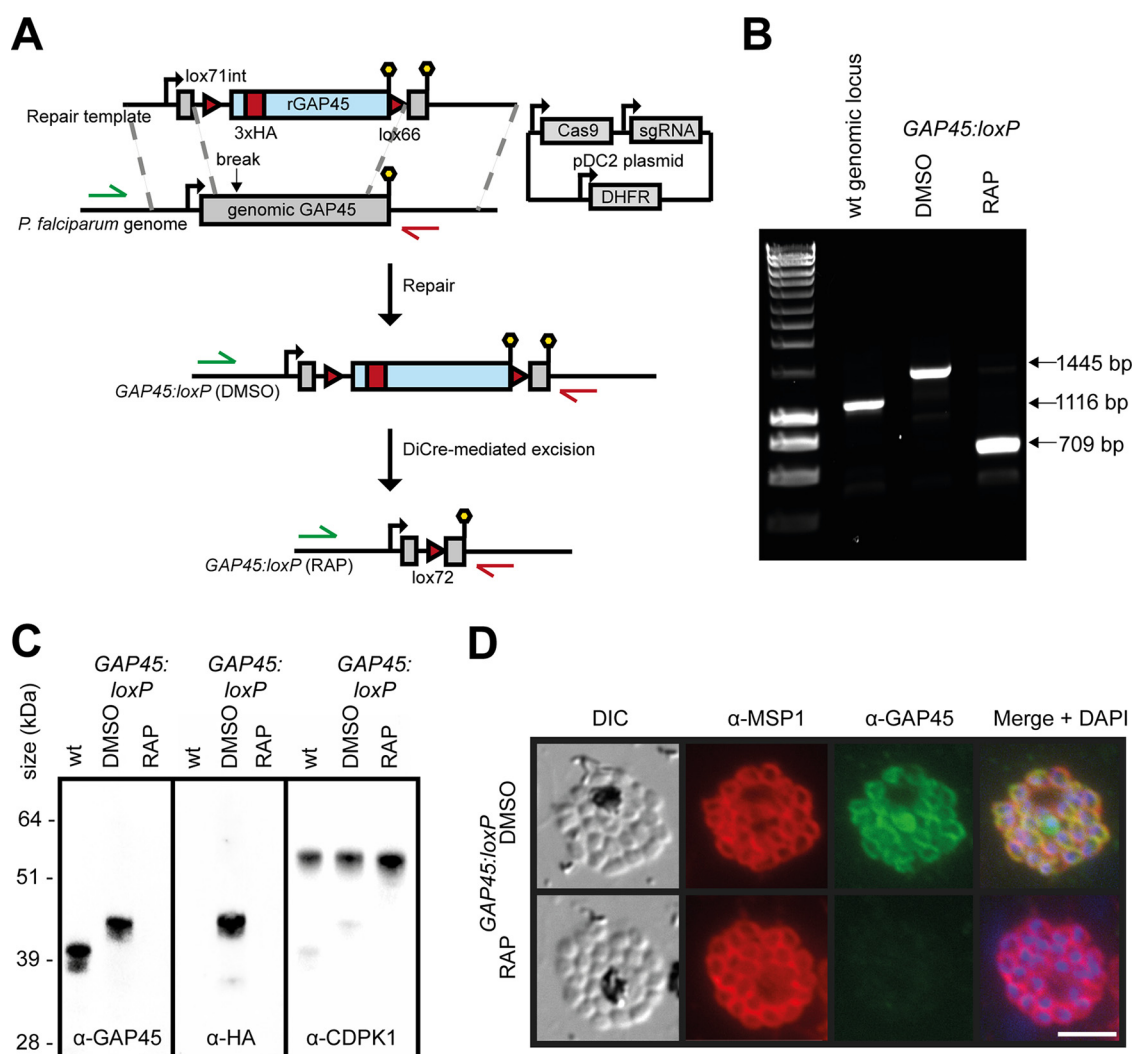 A
lox71int
rGAP45
Repair template
3xHA
lox66
break
genomic GAP45
P. falciparum genome
Cas9
sgRNA
pDC2 plasmid
DHFR
Repair
GAP45:loxP (DMSO)
DiCre-mediated excision
GAP45:loxP (RAP)
lox72
B
wt genomic locus
GAP45:loxP
DMSO
RAP
1445 bp
1116 bp
709 bp
C
GAP45:
loxP
GAP45:
loxP
GAP45:
loxP
size (kDa)
wt
DMSO
RAP
wt
DMSO
RAP
wt
DMSO
RAP
64 -
51 -
39 -
28 -
α-GAP45
α-HA
α-CDPK1
D
DIC
α-MSP1
α-GAP45
Merge + DAPI
GAP45:loxP
DMSO
RAP